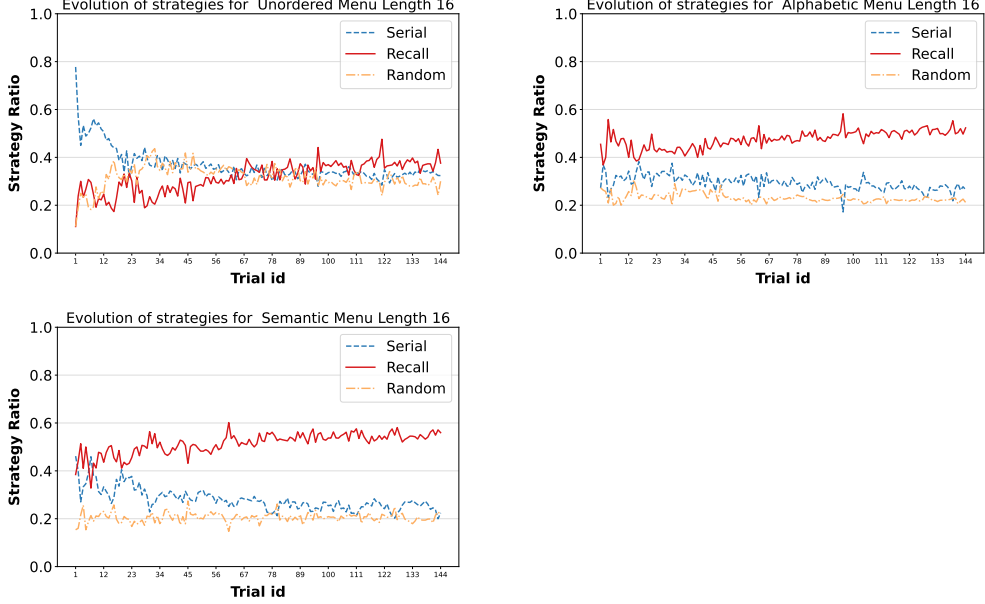 Evolution of strategies for  Unordered Menu Length 16
1.0
0.8
0.6
0.4
0.2
0.0
Strategy Ratio
Serial
Recall
Random
1 12 23 34 45 56 67 78 89 100 111 122 133 144
Trial id
Evolution of strategies for  Alphabetic Menu Length 16
1.0
0.8
0.6
0.4
0.2
0.0
Strategy Ratio
Serial
Recall
Random
1 12 23 34 45 56 67 78 89 100 111 122 133 144
Trial id
Evolution of strategies for  Semantic Menu Length 16
1.0
0.8
0.6
0.4
0.2
0.0
Strategy Ratio
Serial
Recall
Random
1 12 23 34 45 56 67 78 89 100 111 122 133 144
Trial id